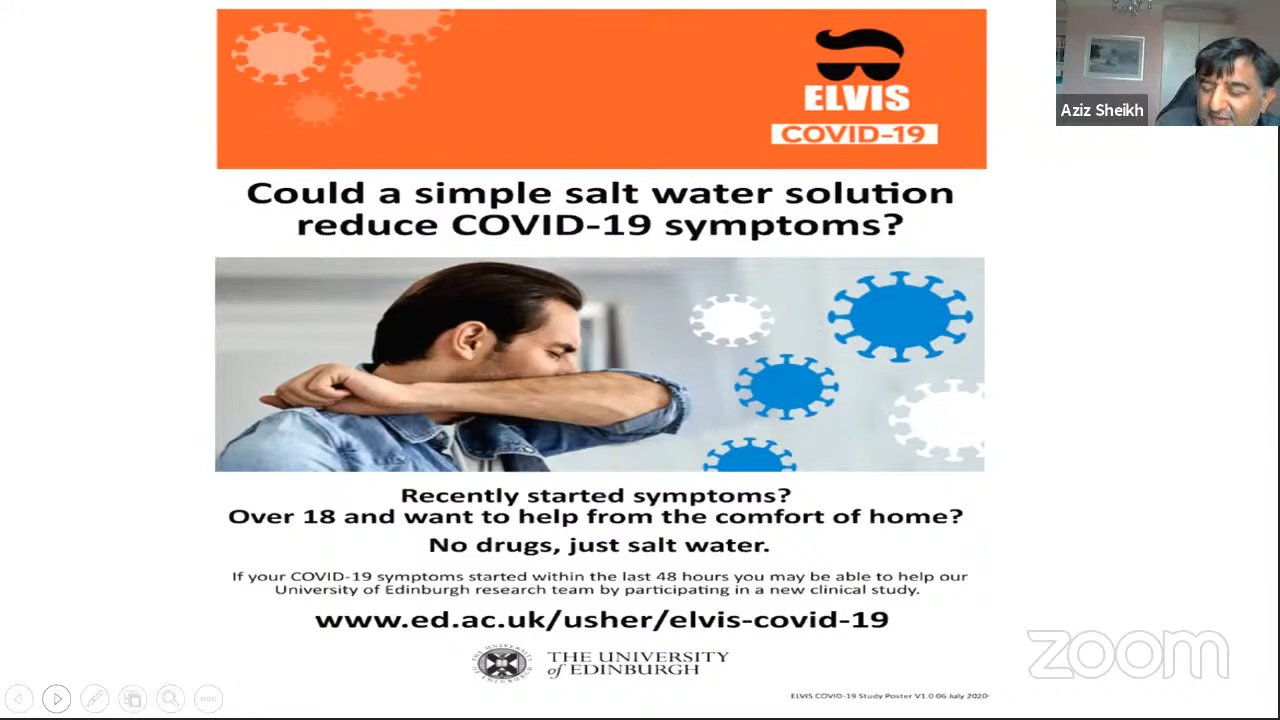 ELVIS
COVID-19
Aziz Sheikh
Could a simple salt water solution
reduce COVID-19 symptoms?
Recently started symptoms?
Over 18 and want to help from the comfort of home?
No drugs, just salt water.
If your COVID-19 symptoms started within the last 48 hours you may be able to help our
University of Edinburgh research team by participating in a new clinical study.
www.ed.ac.uk/usher/elvis-covid-19
THE UNIVERSITY
of EDINBURGH
zoom
ELVIS COVID-19 Study Poster V1.0 06 July 2020